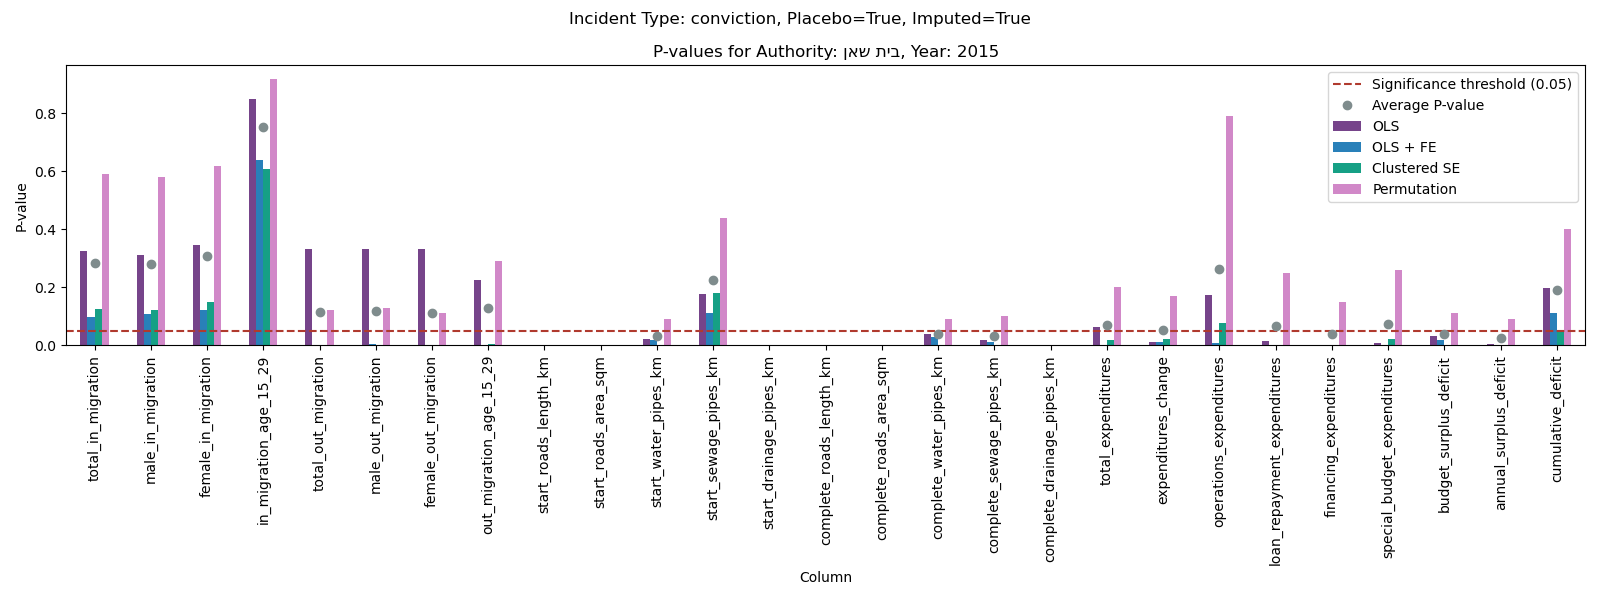 Incident Type: conviction, Placebo=True, Imputed=True
P-values for Authority: בית שאן, Year: 2015
Significance threshold (0.05)
Average P-value
OLS
OLS + FE
Clustered SE
Permutation
P-value
0.8
0.6
0.4
0.2
0.0
total_in_migration
male_in_migration
female_in_migration
in_migration_age_15_29
total_out_migration
male_out_migration
female_out_migration
out_migration_age_15_29
start_roads_length_km
start_roads_area_sqm
start_water_pipes_km
start_sewage_pipes_km
start_drainage_pipes_km
complete_roads_length_km
complete_roads_area_sqm
complete_water_pipes_km
complete_sewage_pipes_km
complete_drainage_pipes_km
total_expenditures
expenditures_change
operations_expenditures
loan_repayment_expenditures
financing_expenditures
special_budget_expenditures
budget_surplus_deficit
annual_surplus_deficit
cumulative_deficit
Column